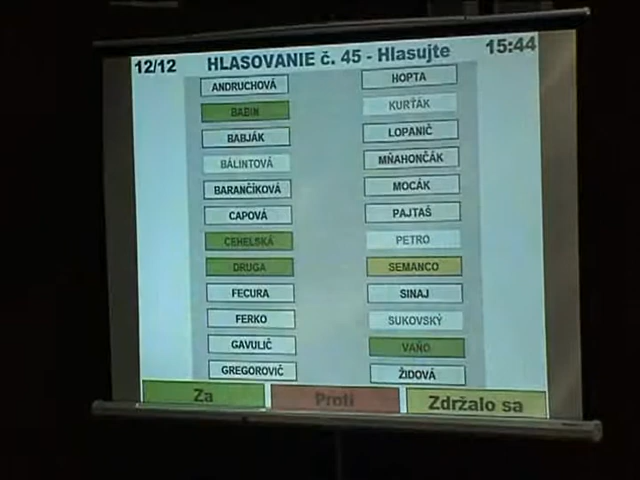 12/12 HLASOVANIE č. 45 - Hlasujte 15:44
ANDRUCHOVÁ
BABIN
BABJÁK
BÁLINTOVÁ
BARANČÍKOVÁ
CAPOVÁ
CEHELSKÁ
DRUGA
FECURA
FERKO
GAVULIČ
GREGOROVIČ
HOPTA
KURŤÁK
LOPANIČ
MŇAHONČÁK
MOCÁK
PAJTAŠ
PETRO
SEMANCO
SINAJ
SUKOVSKÝ
VAŇO
ŽIDOVÁ
Za Proti Zdržalo sa